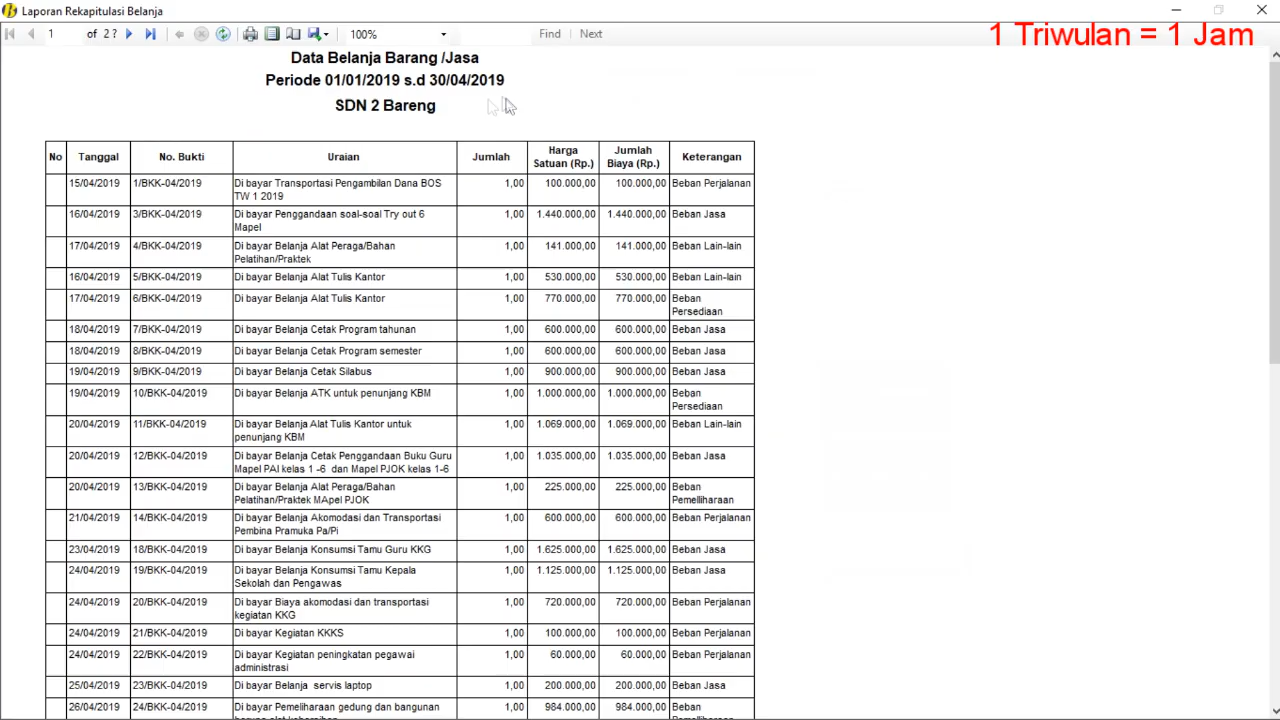 Laporan Rekapitulasi Belanja
1 of 2 ? 100% Find Next
1 Triwulan = 1 Jam
Data Belanja Barang /Jasa
Periode 01/01/2019 s.d 30/04/2019
SDN 2 Bareng
No Tanggal No. Bukti Uraian Jumlah Harga Satuan (Rp.) Jumlah Biaya (Rp.) Keterangan
15/04/2019 1/BKK-04/2019 Di bayar Transportasi Pengambilan Dana BOS 1,00 100.000,00 100.000,00 Beban Perjalanan
TW 1 2019
16/04/2019 3/BKK-04/2019 Di bayar Penggandaan soal-soal Try out 6 1,00 1.440.000,00 1.440.000,00 Beban Jasa
Mapel
17/04/2019 4/BKK-04/2019 Di bayar Belanja Alat Peraga/Bahan 1,00 141.000,00 141.000,00 Beban Lain-lain
Pelatihan/Praktek
16/04/2019 5/BKK-04/2019 Di bayar Belanja Alat Tulis Kantor 1,00 530.000,00 530.000,00 Beban Lain-lain
17/04/2019 6/BKK-04/2019 Di bayar Belanja Alat Tulis Kantor 1,00 770.000,00 770.000,00 Beban
Persediaan
18/04/2019 7/BKK-04/2019 Di bayar Belanja Cetak Program tahunan 1,00 600.000,00 600.000,00 Beban Jasa
18/04/2019 8/BKK-04/2019 Di bayar Belanja Cetak Program semester 1,00 600.000,00 600.000,00 Beban Jasa
19/04/2019 9/BKK-04/2019 Di bayar Belanja Cetak Silabus 1,00 900.000,00 900.000,00 Beban Jasa
19/04/2019 10/BKK-04/2019 Di bayar Belanja ATK untuk penunjang KBM 1,00 1.000.000,00 1.000.000,00 Beban
Persediaan
20/04/2019 11/BKK-04/2019 Di bayar Belanja Alat Tulis Kantor untuk 1,00 1.069.000,00 1.069.000,00 Beban Lain-lain
penunjang KBM
20/04/2019 12/BKK-04/2019 Di bayar Belanja Cetak Penggandaan Buku Guru 1,00 1.035.000,00 1.035.000,00 Beban Jasa
Mapel PAI kelas 1 -6 dan Mapel PJOK kelas 1-6
20/04/2019 13/BKK-04/2019 Di bayar Belanja Alat Peraga/Bahan 1,00 225.000,00 225.000,00 Beban
Pelatihan/Praktek MApel PJOK Pemelliharaan
21/04/2019 14/BKK-04/2019 Di bayar Belanja Akomodasi dan Transportasi 1,00 600.000,00 600.000,00 Beban Perjalanan
Pembina Pramuka Pa/Pi
23/04/2019 18/BKK-04/2019 Di bayar Belanja Konsumsi Tamu Guru KKG 1,00 1.625.000,00 1.625.000,00 Beban Jasa
24/04/2019 19/BKK-04/2019 Di bayar Belanja Konsumsi Tamu Kepala 1,00 1.125.000,00 1.125.000,00 Beban Jasa
Sekolah dan Pengawas
24/04/2019 20/BKK-04/2019 Di bayar Biaya akomodasi dan transportasi 1,00 720.000,00 720.000,00 Beban Perjalanan
kegiatan KKG
24/04/2019 21/BKK-04/2019 Di bayar Kegiatan KKKS 1,00 100.000,00 100.000,00 Beban Perjalanan
24/04/2019 22/BKK-04/2019 Di bayar Kegiatan peningkatan pegawai 1,00 60.000,00 60.000,00 Beban Perjalanan
administrasi
25/04/2019 23/BKK-04/2019 Di bayar Belanja servis laptop 1,00 200.000,00 200.000,00 Beban Jasa
26/04/2019 24/BKK-04/2019 Di bayar Pemeliharaan gedung dan bangunan 1,00 984.000,00 984.000,00 Beban